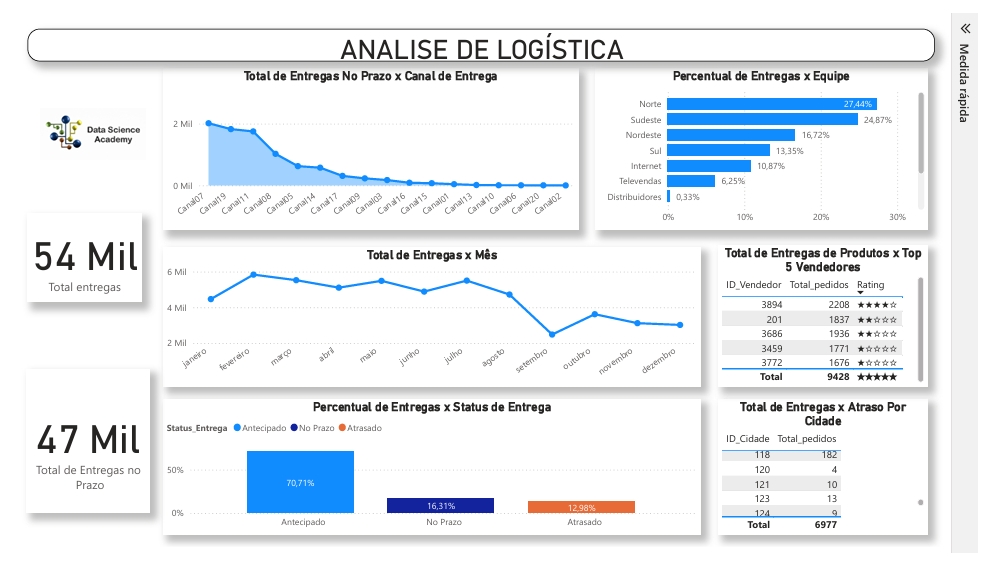 ANALISE DE LOGÍSTICA
Medida rápida
Data Science
Academy
54 Mil
Total entregas
47 Mil
Total de Entregas no
Prazo
Total de Entregas No Prazo x Canal de Entrega
2 Mil
0 Mil
Canal07
Canal19
Canal11
Canal08
Canal05
Canal14
Canal17
Canal09
Canal03
Canal16
Canal15
Canal01
Canal13
Canal10
Canal06
Canal20
Canal02
Percentual de Entregas x Equipe
Norte 27,44%
Sudeste 24,87%
Nordeste 16,72%
Sul 13,35%
Internet 10,87%
Televendas 6,25%
Distribuidores 0,33%
0% 10% 20% 30%
Total de Entregas x Mês
6 Mil
4 Mil
2 Mil
janeiro
fevereiro
março
abril
maio
junho
julho
agosto
setembro
outubro
novembro
dezembro
Total de Entregas de Produtos x Top
5 Vendedores
ID_Vendedor Total_pedidos Rating
3894 2208 ★★★★☆
201 1837 ★★☆☆☆
3686 1936 ★★☆☆☆
3459 1771 ★☆☆☆☆
3772 1676 ★☆☆☆☆
Total 9428 ★★★★★
Percentual de Entregas x Status de Entrega
Status_Entrega Antecipado No Prazo Atrasado
50%
0%
70,71%
16,31%
12,98%
Antecipado No Prazo Atrasado
Total de Entregas x Atraso Por
Cidade
ID_Cidade Total_pedidos
118 182
120 4
121 10
123 13
124 9
Total 6977